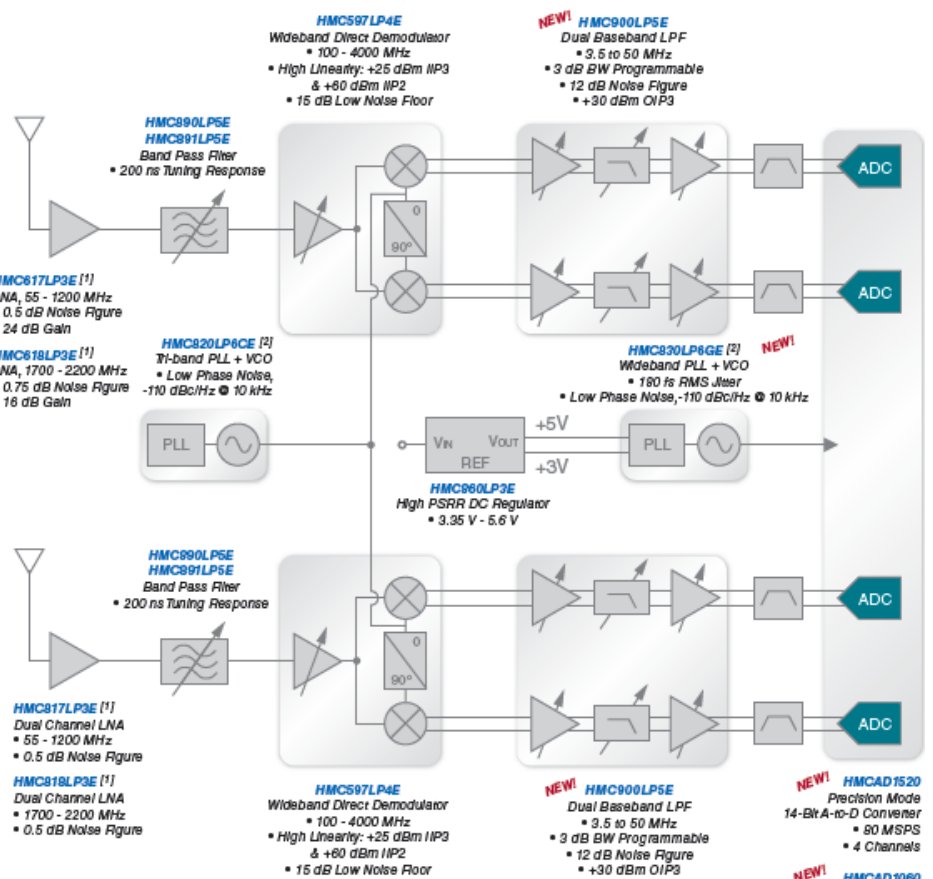 HMC597LP4E
Wideband Direct Demodulator
• 100 - 4000 MHz
• High Linearity: +25 dBm IIP3
& +60 dBm IIP2
• 15 dB Low Noise Floor
NEW! HMC900LP5E
Dual Baseband LPF
• 3.5 to 50 MHz
• 3 dB BW Programmable
• 12 dB Noise Figure
• +30 dBm OIP3
HMC890LP5E
HMC891LP5E
Band Pass Filter
• 200 ns Tuning Response
0
90°
ADC
ADC
HMC617LP3E [1]
NA, 55 - 1200 MHz
0.5 dB Noise Figure
24 dB Gain
HMC618LP3E [1]
NA, 1700 - 2200 MHz
0.75 dB Noise Figure
16 dB Gain
HMC820LP6CE [2]
Tri-band PLL + VCO
• Low Phase Noise,
-110 dBc/Hz @ 10 kHz
HMC830LP6GE [2] NEW!
Wideband PLL + VCO
• 180 fs RMS Jitter
• Low Phase Noise,-110 dBc/Hz @ 10 kHz
PLL
VIN VOUT
REF
+5V
+3V
PLL
HMC860LP3E
High PSRR DC Regulator
• 3.35 V - 5.6 V
HMC890LP5E
HMC891LP5E
Band Pass Filter
• 200 ns Tuning Response
0
90°
ADC
ADC
HMC817LP3E [1]
Dual Channel LNA
• 55 - 1200 MHz
• 0.5 dB Noise Figure
HMC818LP3E [1]
Dual Channel LNA
• 1700 - 2200 MHz
• 0.5 dB Noise Figure
HMC597LP4E
Wideband Direct Demodulator
• 100 - 4000 MHz
• High Linearity: +25 dBm IIP3
& +60 dBm IIP2
• 15 dB Low Noise Floor
NEW! HMC900LP5E
Dual Baseband LPF
• 3.5 to 50 MHz
• 3 dB BW Programmable
• 12 dB Noise Figure
• +30 dBm OIP3
NEW! HMCAD1520
Precision Mode
14-Bit A-to-D Converter
• 80 MSPS
• 4 Channels
NEW! HMCAD1060